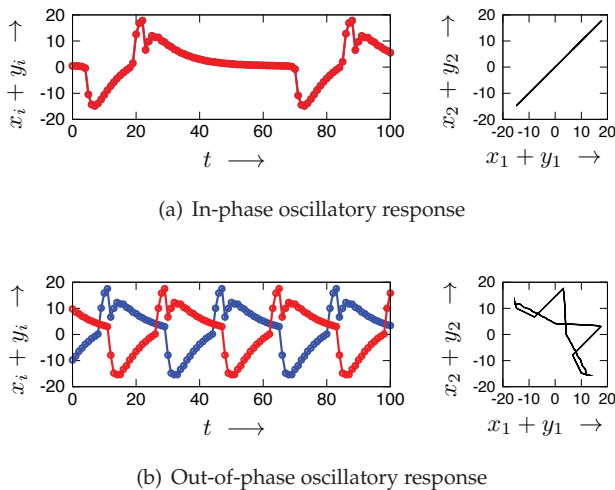 x_i + y_i →
20
10
0
-10
-20
0 20 40 60 80 100
t →
x_2 + y_2 →
20
10
0
-10
-20
-20 -10 0 10 20
x_1 + y_1 →
(a) In-phase oscillatory response
x_i + y_i →
20
10
0
-10
-20
0 20 40 60 80 100
t →
x_2 + y_2 →
20
10
0
-10
-20
-20 -10 0 10 20
x_1 + y_1 →
(b) Out-of-phase oscillatory response